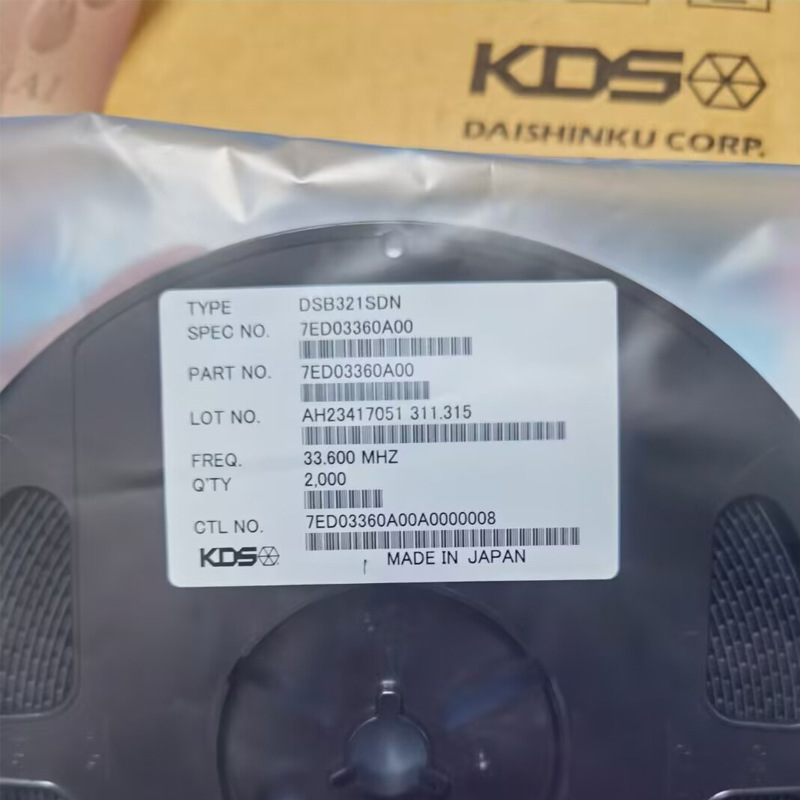 KDS
DAISHINKU CORP.
TYPE DSB321SDN
SPEC NO. 7ED03360A00
PART NO. 7ED03360A00
LOT NO. AH23417051 311.315
FREQ. 33.600 MHZ
Q'TY 2,000
CTL NO. 7ED03360A00A0000008
KDS MADE IN JAPAN